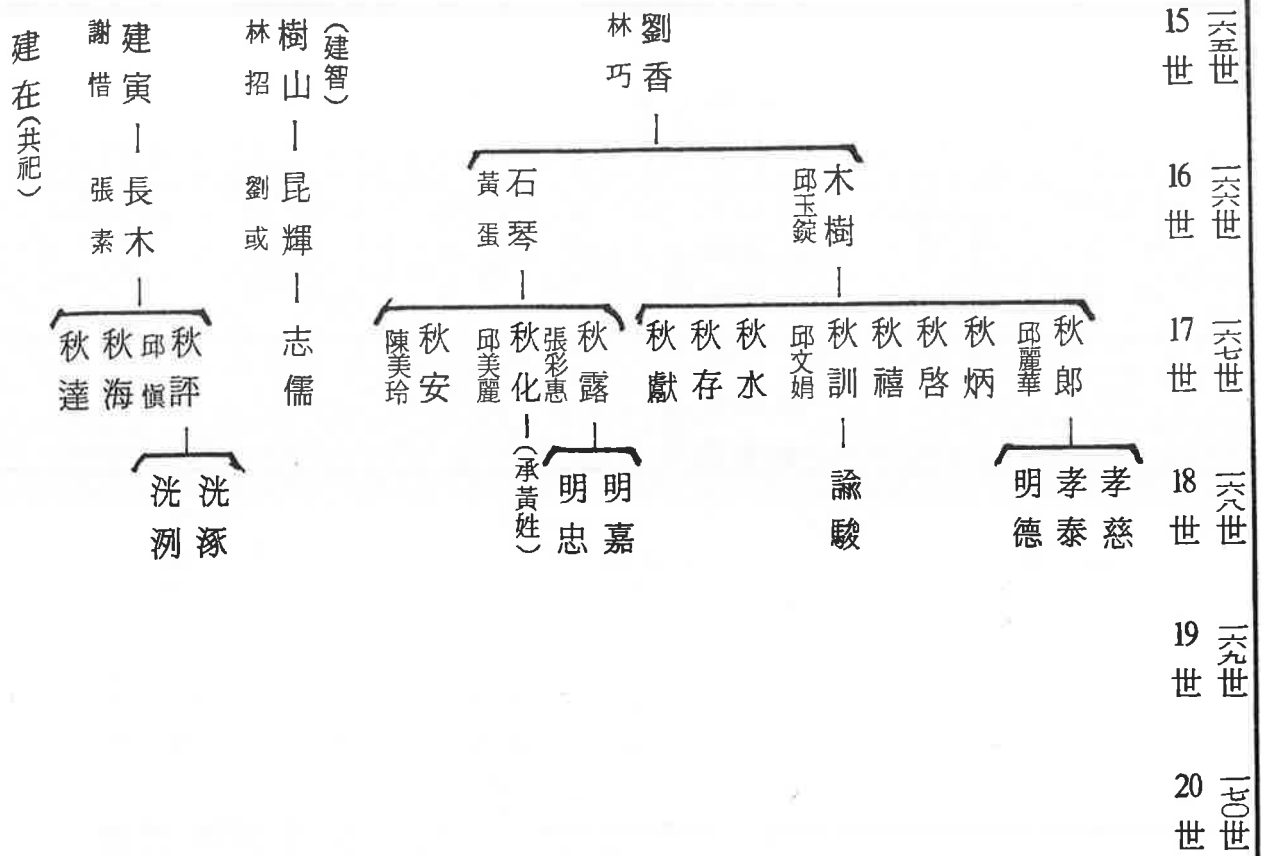 一六五世
15世
一六六世
16世
一六七世
17世
一六八世
18世
一六九世
19世
一七〇世
20世
劉香
林巧
木樹
邱玉錠
石琴
黃蛋
秋郎
邱麗華
秋炳
秋啓
秋禧
秋訓
邱文娟
秋水
秋存
秋獻
秋露
張彩惠
秋化
邱美麗
秋安
陳美玲
孝慈
孝泰
明德
諭駿
明嘉
明忠
(承黃姓)
(建智)
樹山
林招
昆輝
劉或
志儒
建寅
謝惜
長木
張素
秋評
邱愼
秋海
秋達
洸涿
洸洌
建在(共祀)